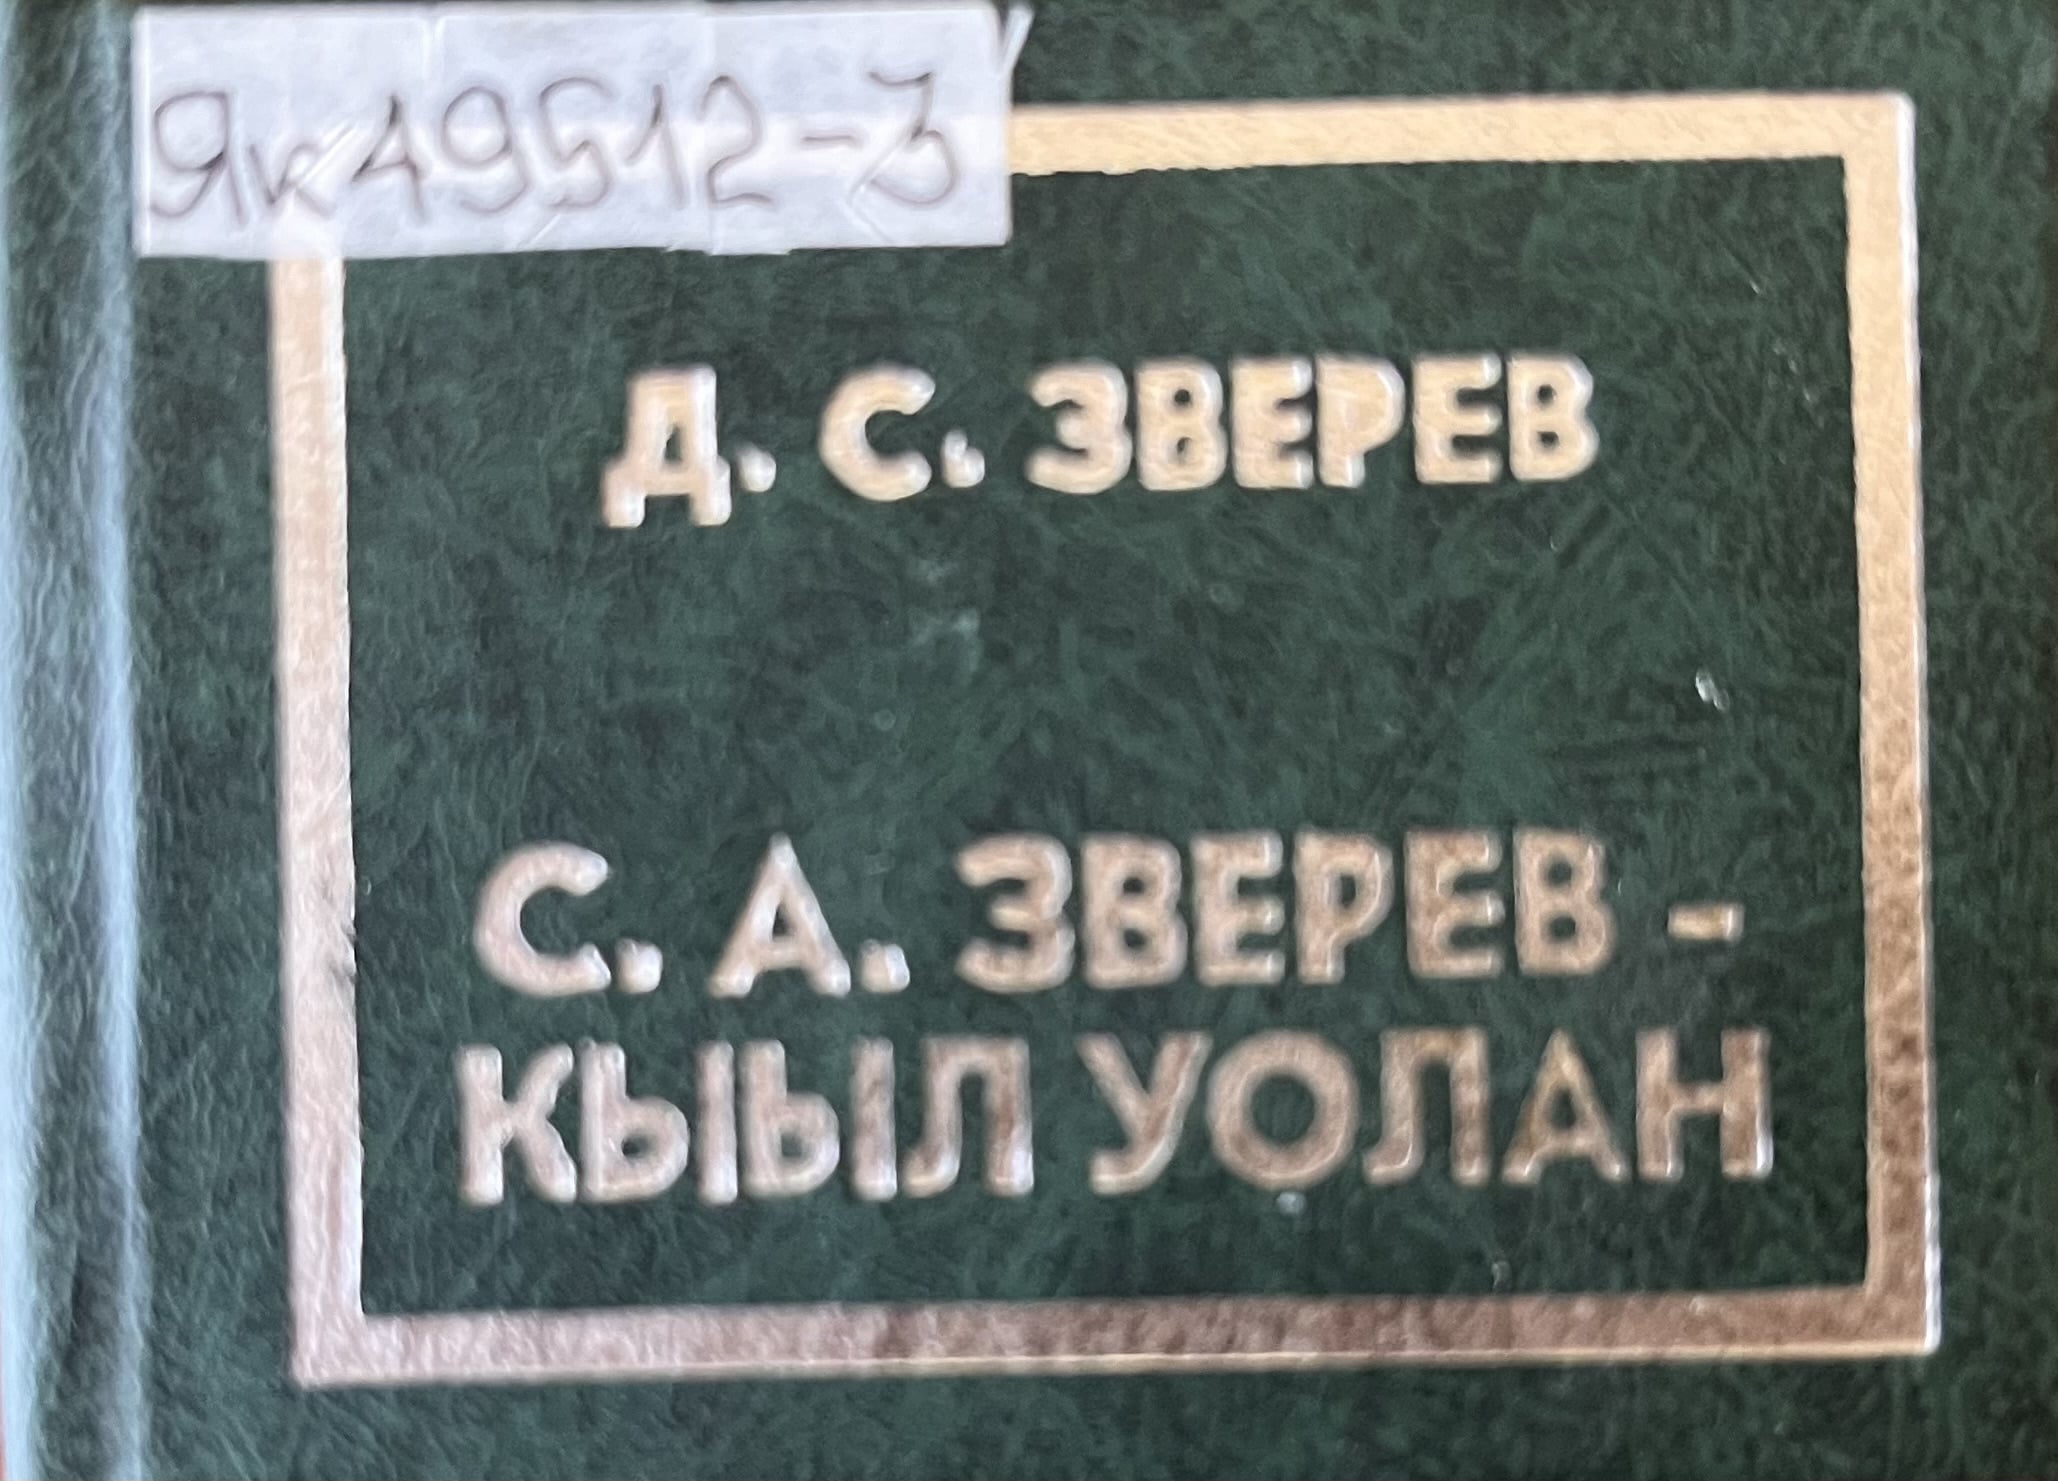 Як49512-3
Д. С. ЗВЕРЕВ
С. А. ЗВЕРЕВ -
КЫЫЛ УОЛАН